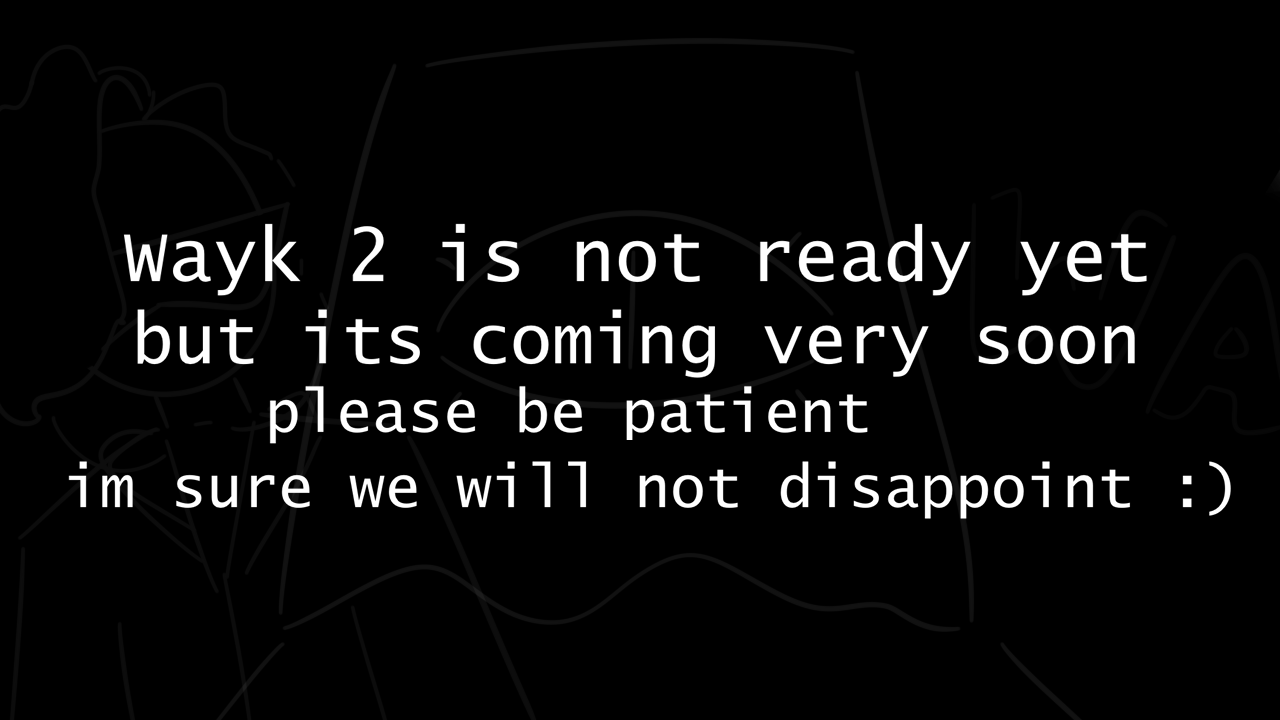 Wayk 2 is not ready yet
but its coming very soon
please be patient
im sure we will not disappoint :)